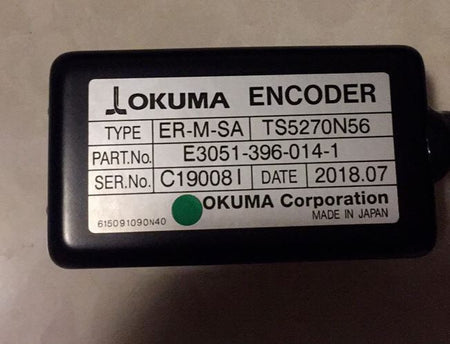 OKUMA ENCODER
TYPE ER-M-SA TS5270N56
PART.No. E3051-396-014-1
SER.No. C19008I DATE 2018.07
OKUMA Corporation
615091090N40 MADE IN JAPAN